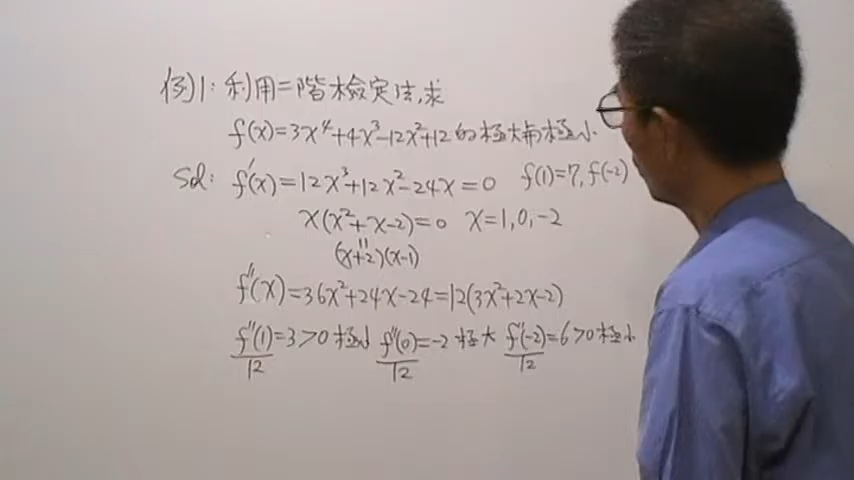 例1: 利用二階檢定法,求
f(x)=3x⁴+4x³-12x²+12 的極大與極小.
Sol: f'(x)=12x³+12x²-24x=0 f(1)=7, f(-2)
x(x²+x-2)=0 x=1,0,-2
"
(x+2)(x-1)
f''(x)=36x²+24x-24=12(3x²+2x-2)
f''(1)/12=3>0 極小 f''(0)/12=-2 極大 f''(-2)/12=6>0 極小